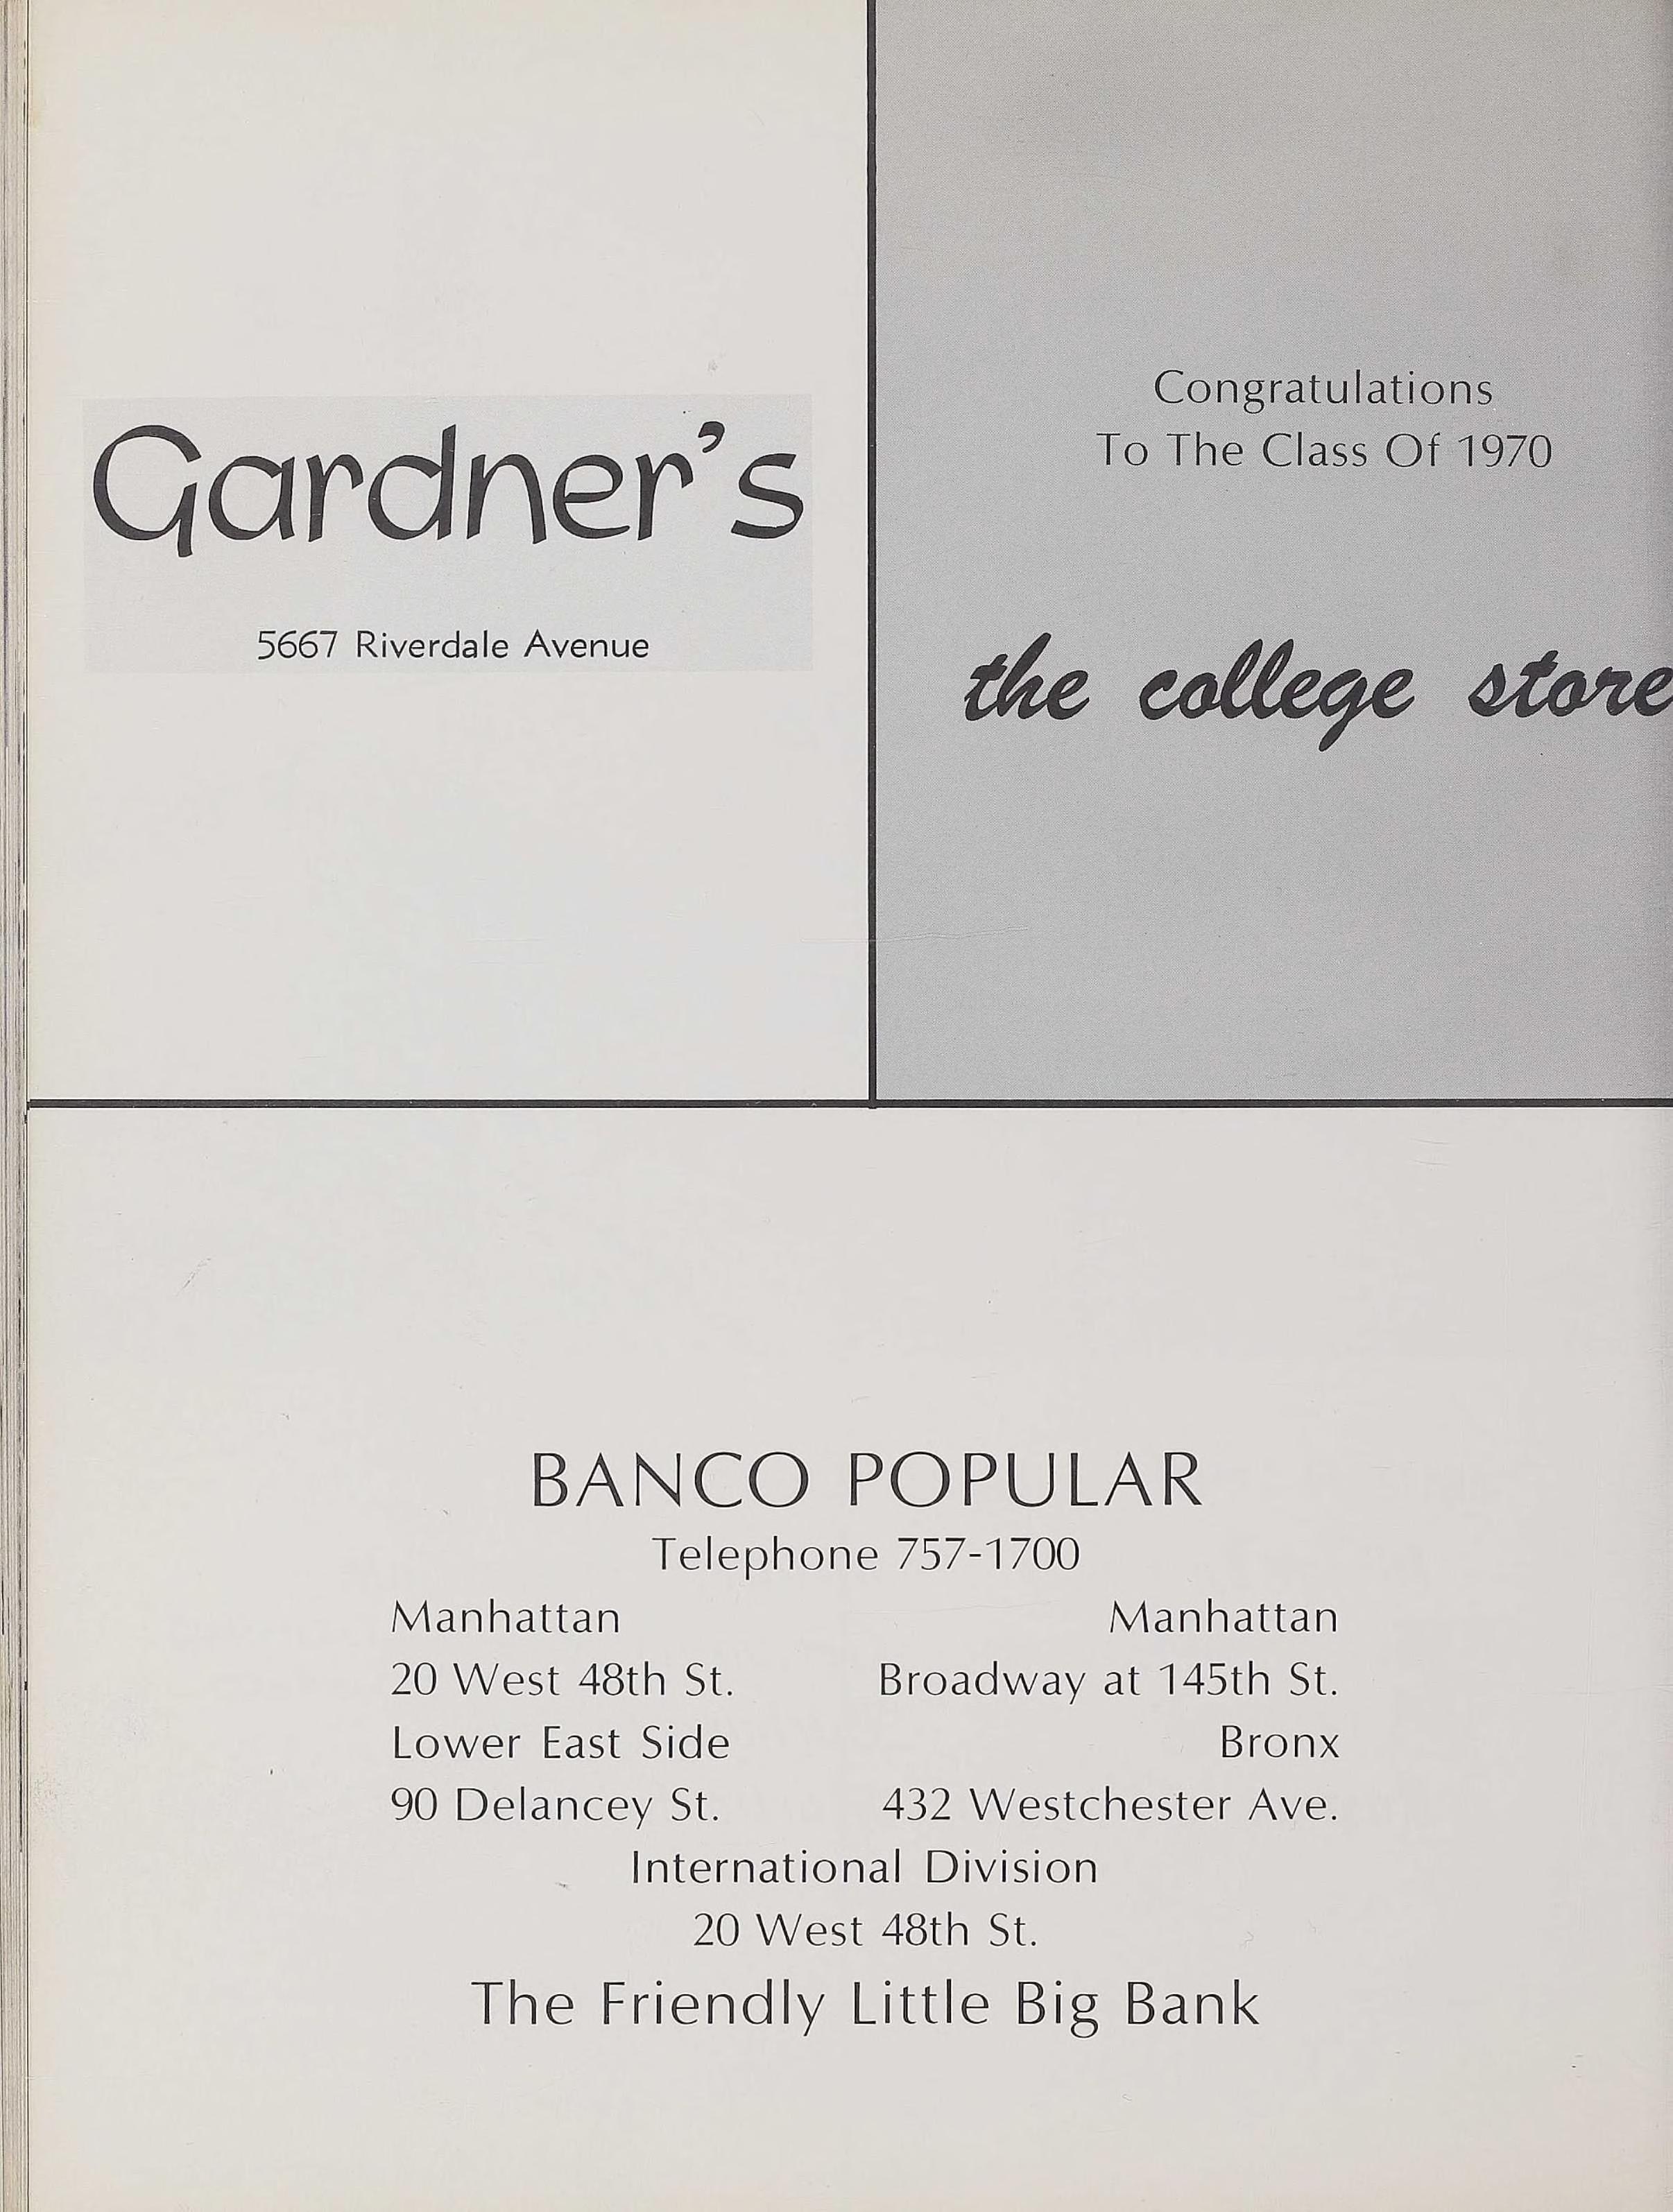 Gardner's
5667 Riverdale Avenue
Congratulations
To The Class Of 1970
the college store
BANCO POPULAR
Telephone 757-1700
Manhattan Manhattan
20 West 48th St. Broadway at 145th St.
Lower East Side Bronx
90 Delancey St. 432 Westchester Ave.
International Division
20 West 48th St.
The Friendly Little Big Bank